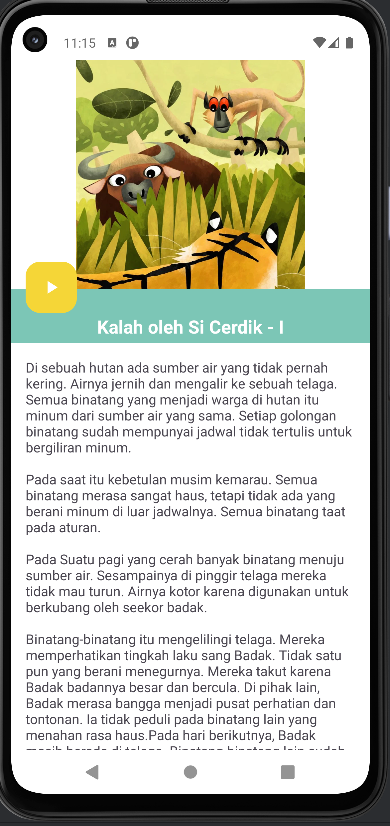 11:15
Kalah oleh Si Cerdik - I
Di sebuah hutan ada sumber air yang tidak pernah
kering. Airnya jernih dan mengalir ke sebuah telaga.
Semua binatang yang menjadi warga di hutan itu
minum dari sumber air yang sama. Setiap golongan
binatang sudah mempunyai jadwal tidak tertulis untuk
bergiliran minum.
Pada saat itu kebetulan musim kemarau. Semua
binatang merasa sangat haus, tetapi tidak ada yang
berani minum di luar jadwalnya. Semua binatang taat
pada aturan.
Pada Suatu pagi yang cerah banyak binatang menuju
sumber air. Sesampainya di pinggir telaga mereka
tidak mau turun. Airnya kotor karena digunakan untuk
berkubang oleh seekor badak.
Binatang-binatang itu mengelilingi telaga. Mereka
memperhatikan tingkah laku sang Badak. Tidak satu
pun yang berani menegurnya. Mereka takut karena
Badak badannya besar dan bercula. Di pihak lain,
Badak merasa bangga menjadi pusat perhatian dan
tontonan. Ia tidak peduli pada binatang lain yang
menahan rasa haus.Pada hari berikutnya, Badak